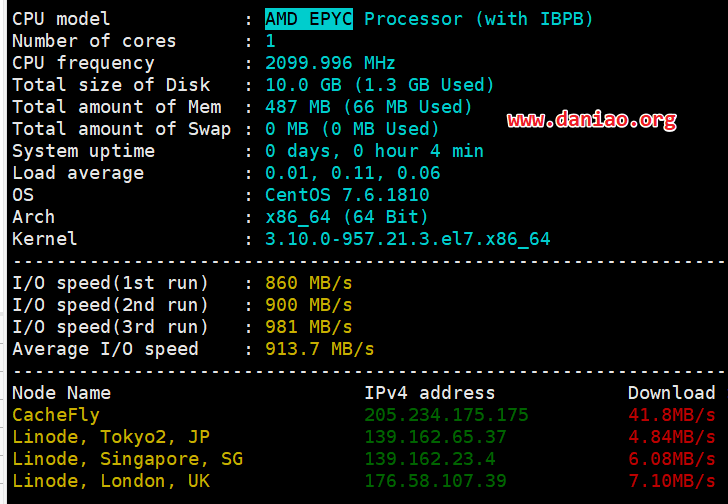 CPU model : AMD EPYC Processor (with IBPB)
Number of cores : 1
CPU frequency : 2099.996 MHz
Total size of Disk : 10.0 GB (1.3 GB Used)
Total amount of Mem : 487 MB (66 MB Used)
www.daniao.org
Total amount of Swap : 0 MB (0 MB Used)
System uptime : 0 days, 0 hour 4 min
Load average : 0.01, 0.11, 0.06
OS : CentOS 7.6.1810
Arch : x86_64 (64 Bit)
Kernel : 3.10.0-957.21.3.el7.x86_64
----------------------------------------------------------------------
I/O speed(1st run) : 860 MB/s
I/O speed(2nd run) : 900 MB/s
I/O speed(3rd run) : 981 MB/s
Average I/O speed : 913.7 MB/s
----------------------------------------------------------------------
Node Name IPv4 address Download
CacheFly 205.234.175.175 41.8MB/s
Linode, Tokyo2, JP 139.162.65.37 4.84MB/s
Linode, Singapore, SG 139.162.23.4 6.08MB/s
Linode, London, UK 176.58.107.39 7.10MB/s